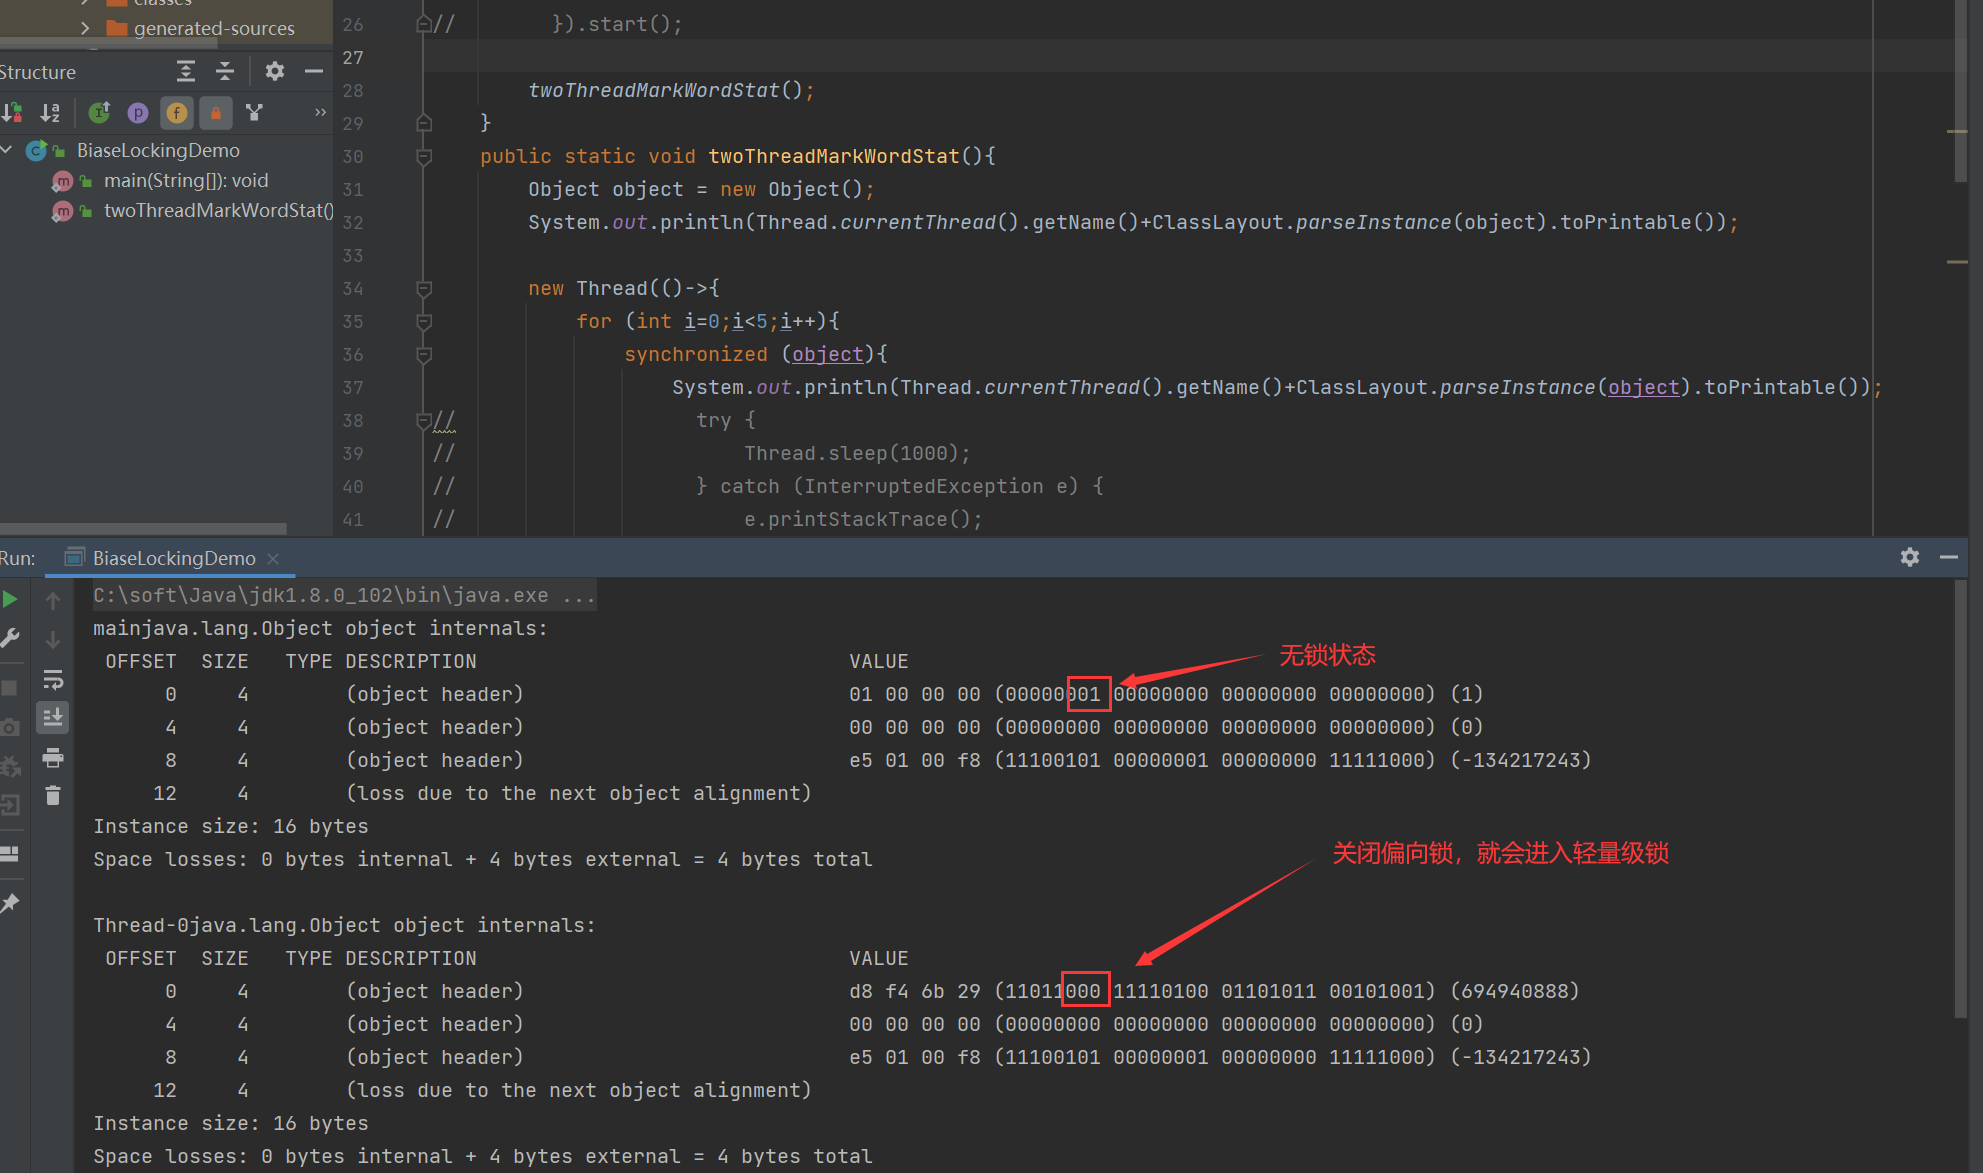 classes
generated-sources
Structure
BiaseLockingDemo
main(String[]): void
twoThreadMarkWordStat()
26 // }).start();
27
28 twoThreadMarkWordStat();
29 }
30 public static void twoThreadMarkWordStat(){
31 Object object = new Object();
32 System.out.println(Thread.currentThread().getName()+ClassLayout.parseInstance(object).toPrintable());
33
34 new Thread(()->{
35 for (int i=0;i<5;i++){
36 synchronized (object){
37 System.out.println(Thread.currentThread().getName()+ClassLayout.parseInstance(object).toPrintable());
38 // try {
39 // Thread.sleep(1000);
40 // } catch (InterruptedException e) {
41 // e.printStackTrace();
Run: BiaseLockingDemo
C:\soft\Java\jdk1.8.0_102\bin\java.exe ...
mainjava.lang.Object object internals:
无锁状态
OFFSET SIZE TYPE DESCRIPTION VALUE
0 4 (object header) 01 00 00 00 (00000001 00000000 00000000 00000000) (1)
4 4 (object header) 00 00 00 00 (00000000 00000000 00000000 00000000) (0)
8 4 (object header) e5 01 00 f8 (11100101 00000001 00000000 11111000) (-134217243)
12 4 (loss due to the next object alignment)
Instance size: 16 bytes
Space losses: 0 bytes internal + 4 bytes external = 4 bytes total
关闭偏向锁，就会进入轻量级锁
Thread-0java.lang.Object object internals:
OFFSET SIZE TYPE DESCRIPTION VALUE
0 4 (object header) d8 f4 6b 29 (11011000 11110100 01101011 00101001) (694940888)
4 4 (object header) 00 00 00 00 (00000000 00000000 00000000 00000000) (0)
8 4 (object header) e5 01 00 f8 (11100101 00000001 00000000 11111000) (-134217243)
12 4 (loss due to the next object alignment)
Instance size: 16 bytes
Space losses: 0 bytes internal + 4 bytes external = 4 bytes total